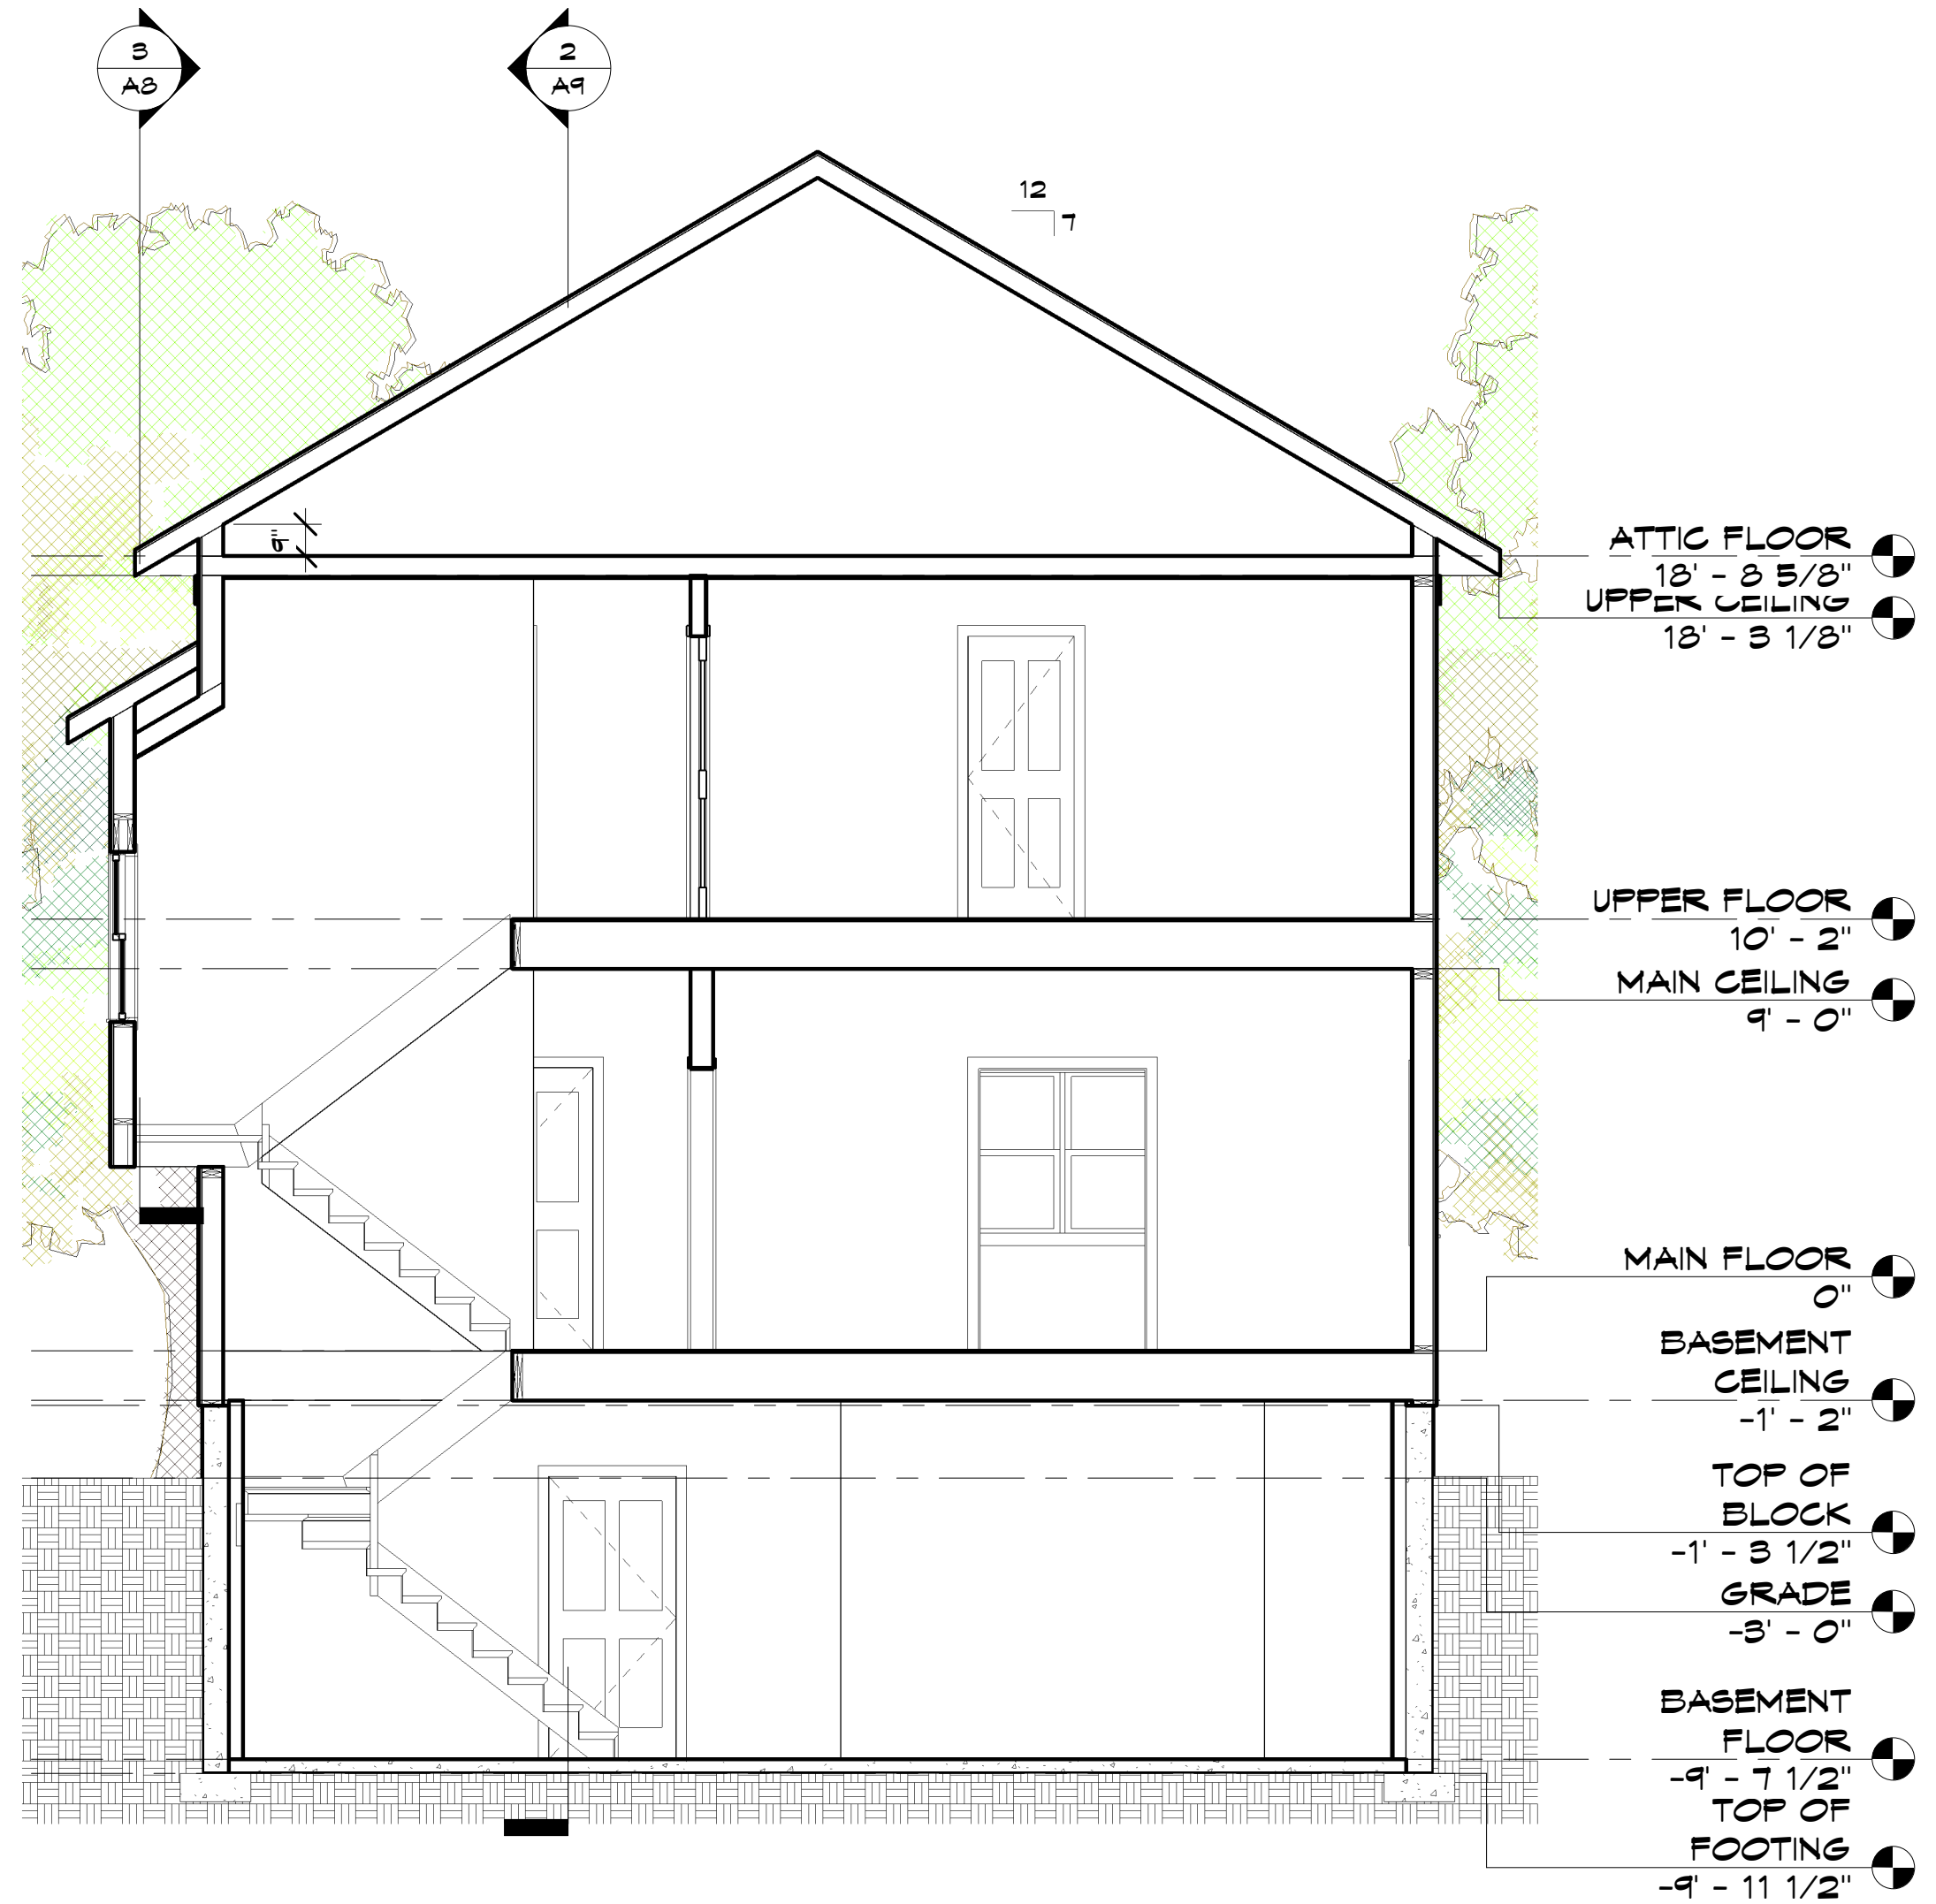 3
A8
2
A9
12
7
9"
ATTIC FLOOR
18' - 8 5/8"
UPPER CEILING
18' - 3 1/8"
UPPER FLOOR
10' - 2"
MAIN CEILING
9' - 0"
MAIN FLOOR
0"
BASEMENT
CEILING
-1' - 2"
TOP OF
BLOCK
-1' - 3 1/2"
GRADE
-3' - 0"
BASEMENT
FLOOR
-9' - 7 1/2"
TOP OF
FOOTING
-9' - 11 1/2"